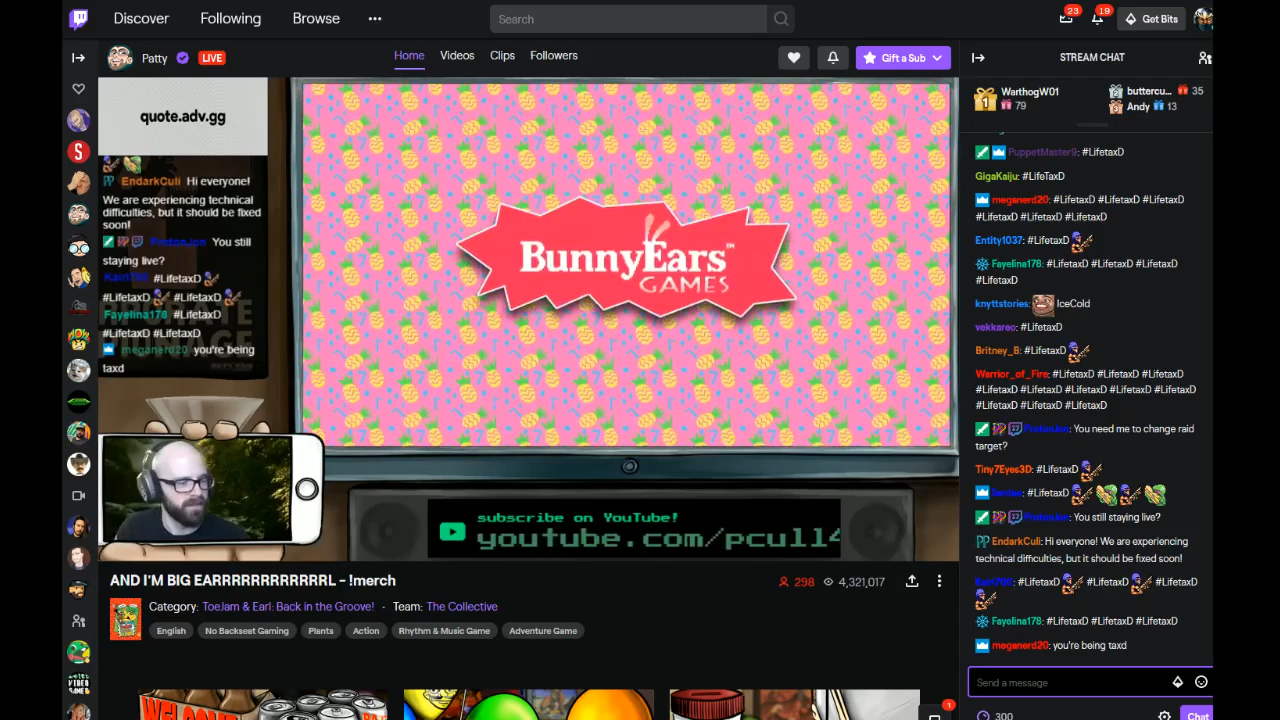 Discover
Following
Browse
Search
23
19
Get Bits
Patty
LIVE
Home
Videos
Clips
Followers
Gift a Sub
STREAM CHAT
WarthogW01
79
buttercu... 35
Andy 13
quote.adv.gg
EndarkCuli Hi everyone!
We are experiencing technical
difficulties, but it should be fixed
soon!
ProtonJon You still
staying live?
#LifetaxD
#LifetaxD #LifetaxD
Fayelina178 #LifetaxD
#LifetaxD #LifetaxD
meganerd20 you're being
taxd
BunnyEars™
GAMES
subscribe on YouTube!
youtube.com/pcull4
AND I'M BIG EARRRRRRRRRRRRL - !merch
298
4,321,017
Category: ToeJam & Earl: Back in the Groove! · Team: The Collective
English
No Backseat Gaming
Plants
Action
Rhythm & Music Game
Adventure Game
WELCOME
PuppetMaster9: #LifetaxD
GigaKaiju: #LifeTaxD
meganerd20: #LifetaxD #LifetaxD #LifetaxD
#LifetaxD #LifetaxD #LifetaxD
Entity1037: #LifetaxD
Fayelina178: #LifetaxD #LifetaxD #LifetaxD
#LifetaxD
knyttstories: IceCold
vekkareo: #LifetaxD
Britney_B: #LifetaxD
Warrior_of_Fire: #LifetaxD #LifetaxD #LifetaxD
#LifetaxD #LifetaxD #LifetaxD #LifetaxD
#LifetaxD #LifetaxD #LifetaxD
ProtonJon: You need me to change raid
target?
Tiny7Eyes3D: #LifetaxD
#LifetaxD
ProtonJon: You still staying live?
EndarkCuli: Hi everyone! We are experiencing
technical difficulties, but it should be fixed soon!
#LifetaxD #LifetaxD #LifetaxD
Fayelina178: #LifetaxD #LifetaxD #LifetaxD
meganerd20: you're being taxd
Send a message
1
300
Chat